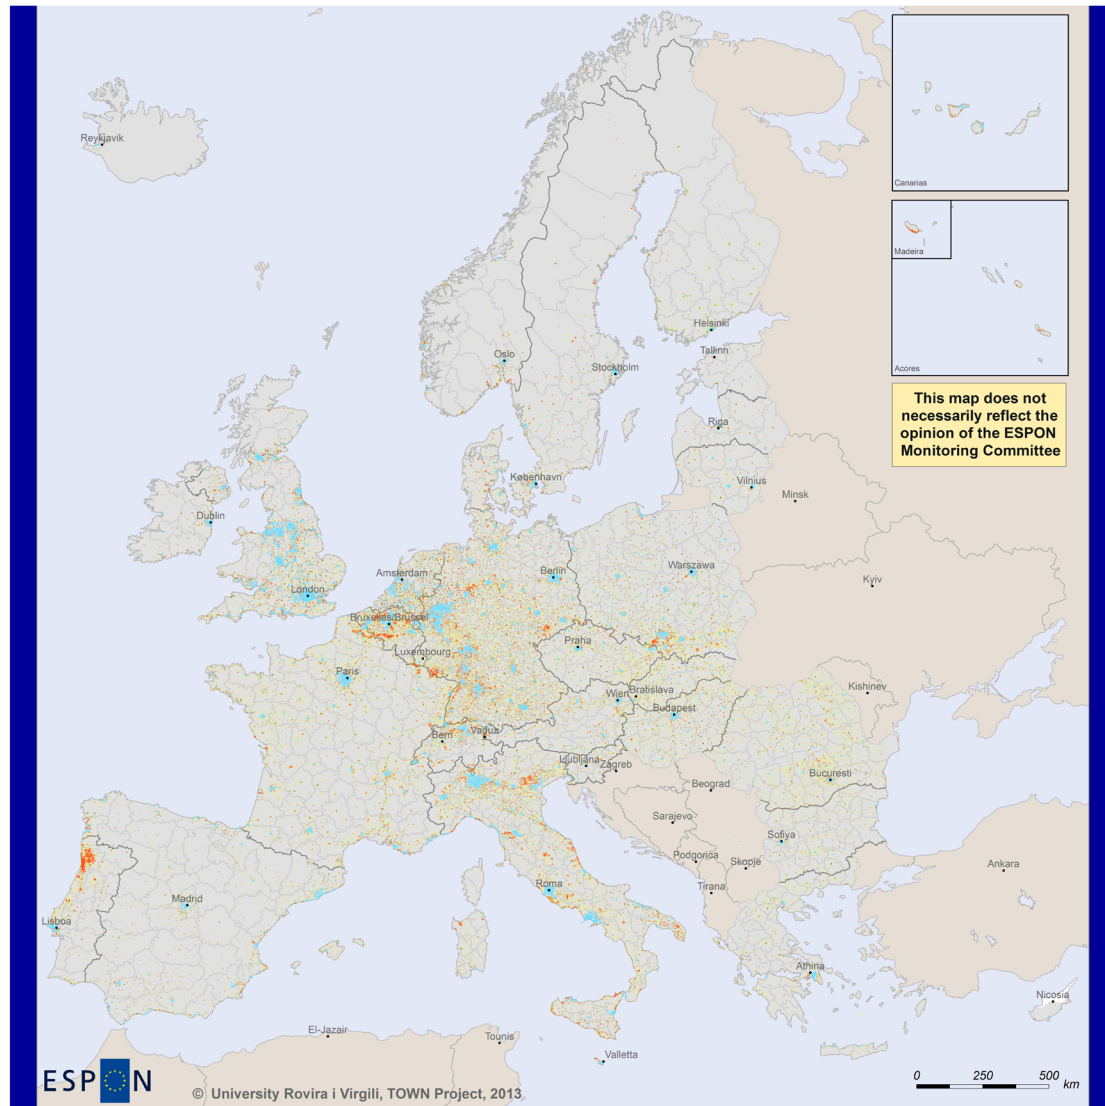 Reykjavik
Canarias
Madeira
Acores
Helsinki
Tallinn
Oslo
Stockholm
This map does not
necessarily reflect the
opinion of the ESPON
Monitoring Committee
Riga
København
Vilnius
Minsk
Dublin
Amsterdam
Berlin
Warszawa
Kyiv
London
Bruxelles/Brussel
Praha
Luxembourg
Paris
Kishinev
Wien
Bratislava
Budapest
Bern
Vaduz
Ljubljana
Zagreb
Bucuresti
Beograd
Sarajevo
Sofiya
Podgorica
Skopje
Ankara
Tirana
Roma
Madrid
Lisboa
Athina
Nicosia
El-Jazair
Tounis
Valletta
ESPON
© University Rovira i Virgili, TOWN Project, 2013
0 250 500
km